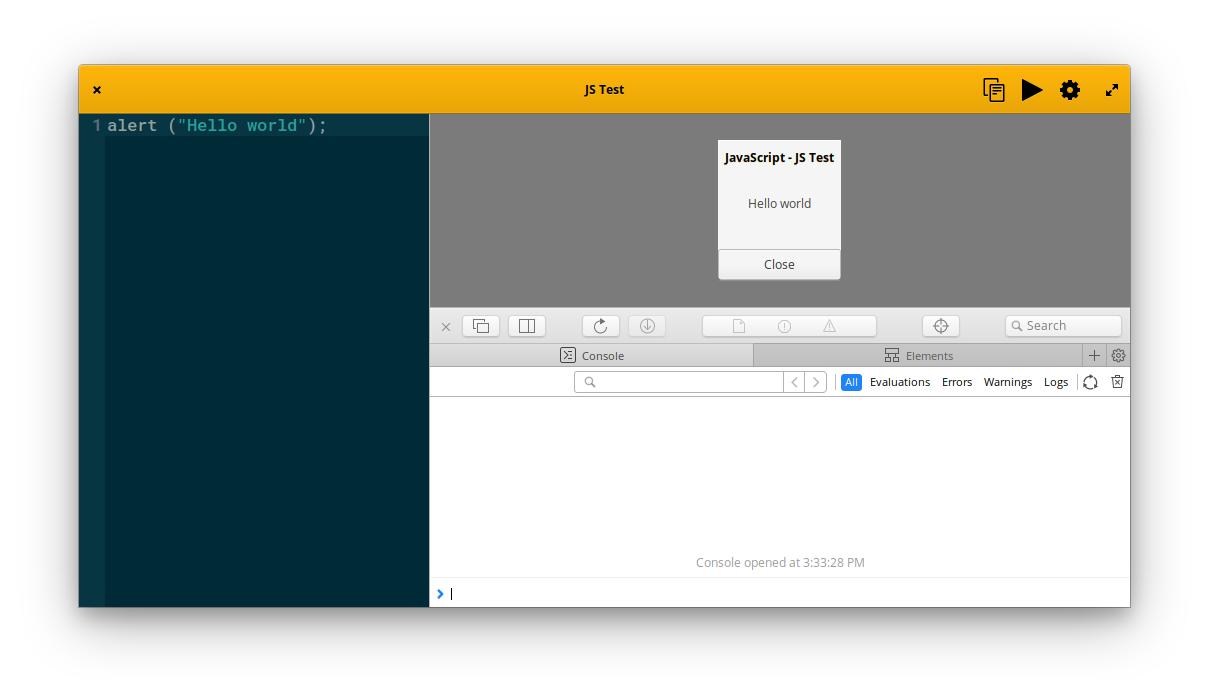 JS Test
1 alert ("Hello world");
JavaScript - JS Test
Hello world
Close
Search
Console
Elements
All Evaluations Errors Warnings Logs
Console opened at 3:33:28 PM